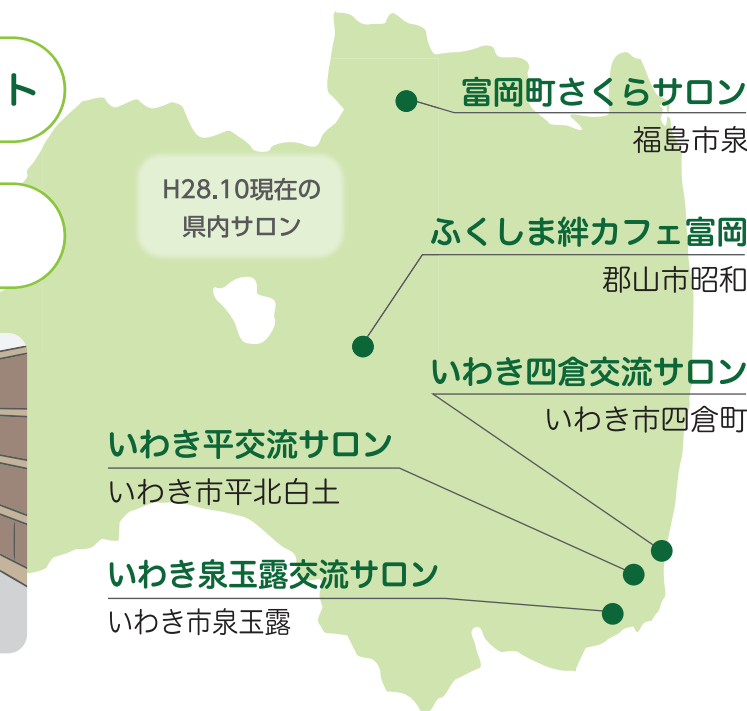 ト
富岡町さくらサロン
福島市泉
H28.10現在の
県内サロン
ふくしま絆カフェ富岡
郡山市昭和
いわき四倉交流サロン
いわき市四倉町
いわき平交流サロン
いわき市平北白土
いわき泉玉露交流サロン
いわき市泉玉露